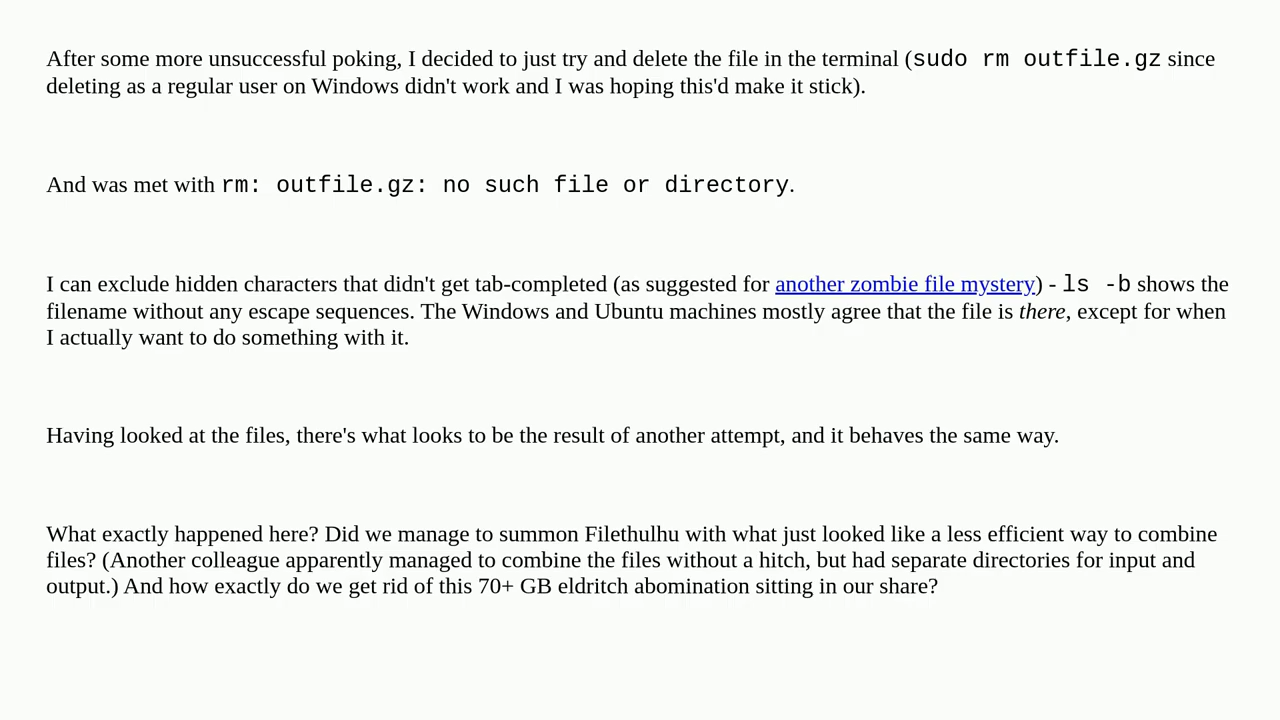 After some more unsuccessful poking, I decided to just try and delete the file in the terminal (sudo rm outfile.gz since
deleting as a regular user on Windows didn't work and I was hoping this'd make it stick).
And was met with rm: outfile.gz: no such file or directory.
I can exclude hidden characters that didn't get tab-completed (as suggested for another zombie file mystery) - ls -b shows the
filename without any escape sequences. The Windows and Ubuntu machines mostly agree that the file is there, except for when
I actually want to do something with it.
Having looked at the files, there's what looks to be the result of another attempt, and it behaves the same way.
What exactly happened here? Did we manage to summon Filethulhu with what just looked like a less efficient way to combine
files? (Another colleague apparently managed to combine the files without a hitch, but had separate directories for input and
output.) And how exactly do we get rid of this 70+ GB eldritch abomination sitting in our share?